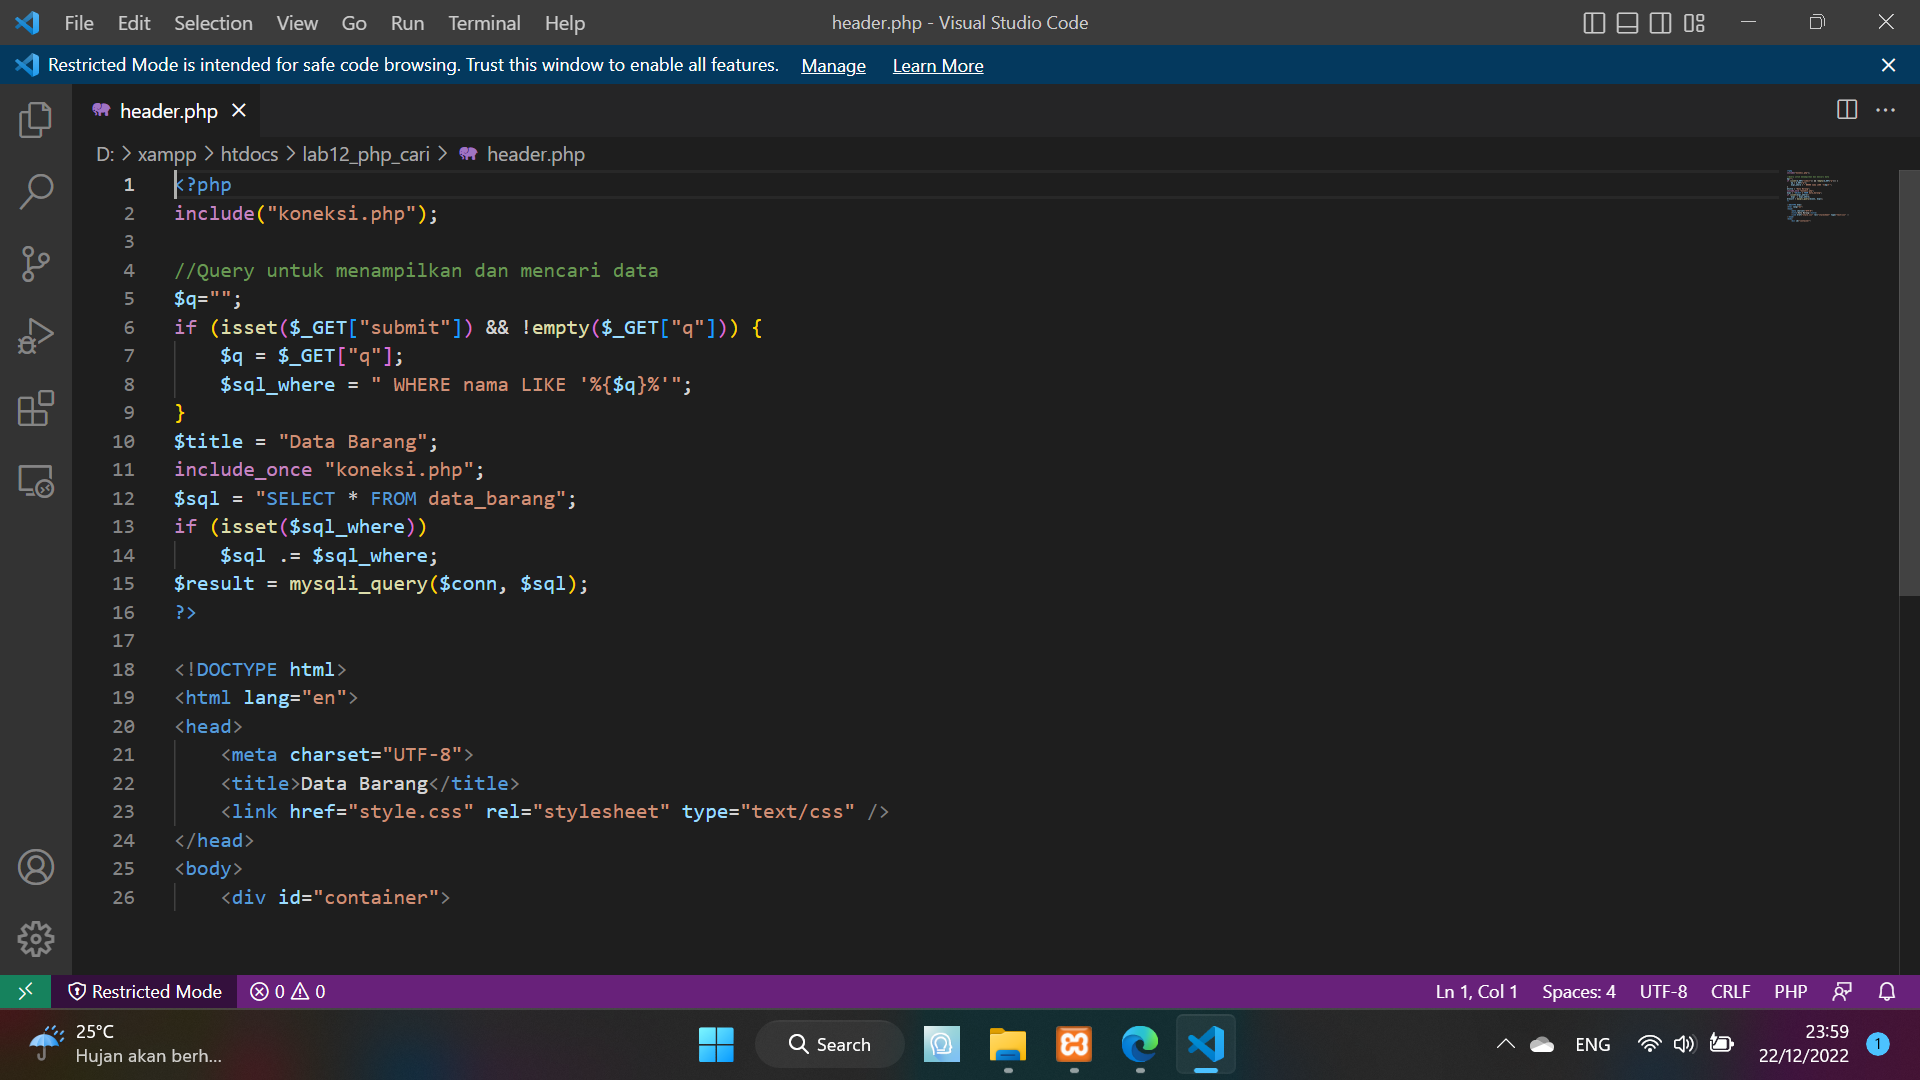 File Edit Selection View Go Run Terminal Help header.php - Visual Studio Code
Restricted Mode is intended for safe code browsing. Trust this window to enable all features. Manage Learn More
header.php
D: > xampp > htdocs > lab12_php_cari > header.php
1 <?php
2 include("koneksi.php");
3
4 //Query untuk menampilkan dan mencari data
5 $q="";
6 if (isset($_GET["submit"]) && !empty($_GET["q"])) {
7     $q = $_GET["q"];
8     $sql_where = " WHERE nama LIKE '%{$q}%'";
9 }
10 $title = "Data Barang";
11 include_once "koneksi.php";
12 $sql = "SELECT * FROM data_barang";
13 if (isset($sql_where))
14     $sql .= $sql_where;
15 $result = mysqli_query($conn, $sql);
16 ?>
17
18 <!DOCTYPE html>
19 <html lang="en">
20 <head>
21     <meta charset="UTF-8">
22     <title>Data Barang</title>
23     <link href="style.css" rel="stylesheet" type="text/css" />
24 </head>
25 <body>
26     <div id="container">
Restricted Mode 0 0 Ln 1, Col 1 Spaces: 4 UTF-8 CRLF PHP
25°C
Hujan akan berh...
Search
ENG
23:59
22/12/2022
1